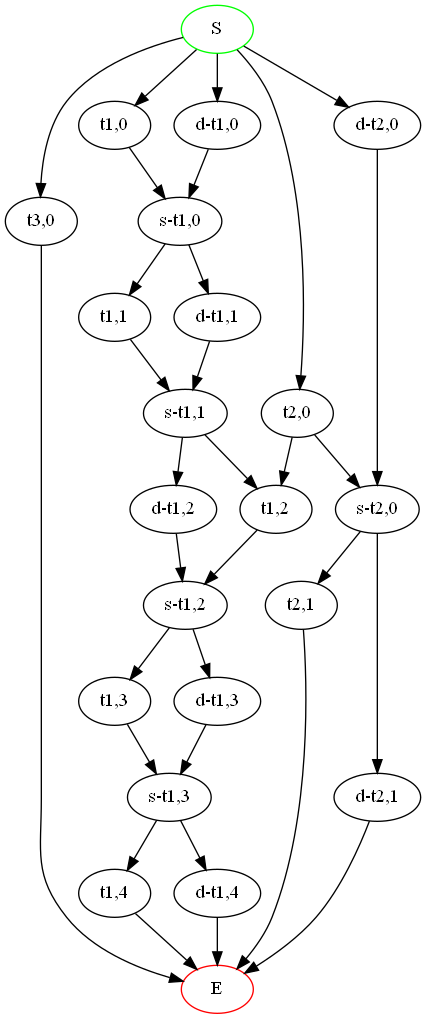 S
t1,0
d-t1,0
d-t2,0
t3,0
s-t1,0
t1,1
d-t1,1
s-t1,1
t2,0
d-t1,2
t1,2
s-t2,0
s-t1,2
t2,1
t1,3
d-t1,3
s-t1,3
d-t2,1
t1,4
d-t1,4
E